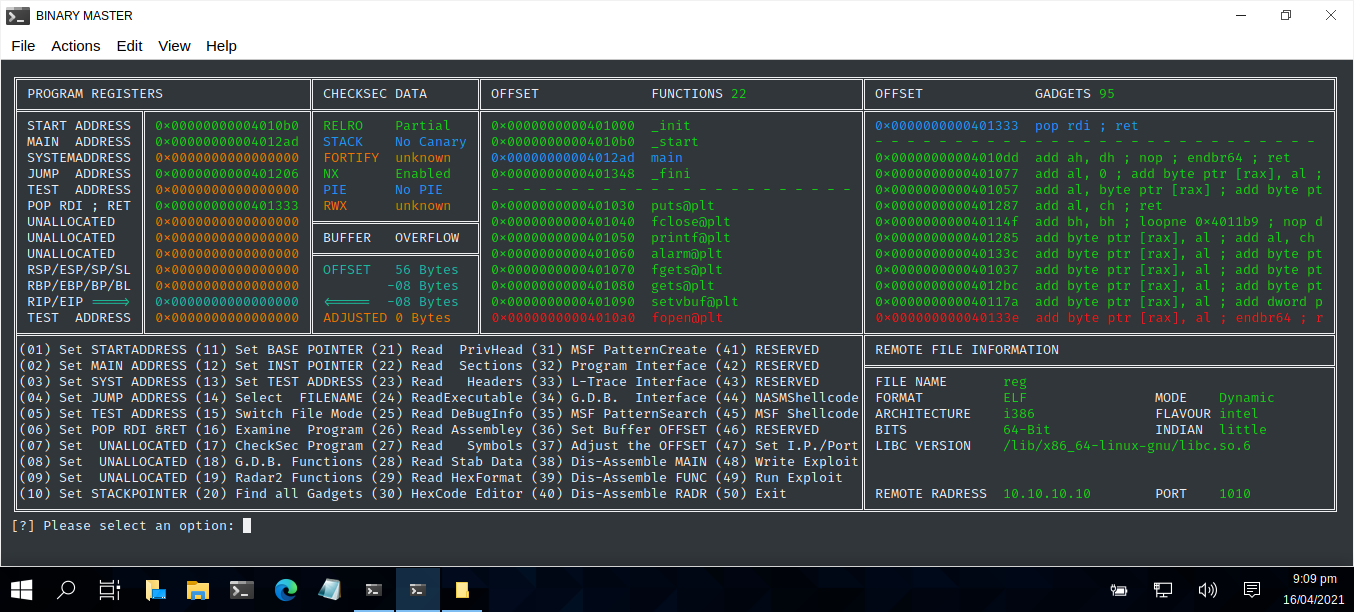 BINARY MASTER
File Actions Edit View Help
PROGRAM REGISTERS CHECKSEC DATA OFFSET FUNCTIONS 22 OFFSET GADGETS 95
START ADDRESS 0×00000000004010b0 RELRO Partial 0×0000000000401000 _init 0×0000000000401333 pop rdi ; ret
MAIN ADDRESS 0×00000000004012ad STACK No Canary 0×00000000004010b0 _start - - - - - - - - - - - - - - - - - - - - - - - - - - - -
SYSTEMADDRESS 0×0000000000000000 FORTIFY unknown 0×00000000004012ad main 0×00000000004010dd add ah, dh ; nop ; endbr64 ; ret
JUMP ADDRESS 0×0000000000401206 NX Enabled 0×0000000000401348 _fini 0×0000000000401077 add al, 0 ; add byte ptr [rax], al ;
TEST ADDRESS 0×0000000000000000 PIE No PIE - - - - - - - - - - - - - - - - - - - - - - - 0×0000000000401057 add al, byte ptr [rax] ; add byte pt
POP RDI ; RET 0×0000000000401333 RWX unknown 0×0000000000401030 puts@plt 0×0000000000401287 add al, ch ; ret
UNALLOCATED 0×0000000000000000 0×0000000000401040 fclose@plt 0×000000000040114f add bh, bh ; loopne 0×4011b9 ; nop d
UNALLOCATED 0×0000000000000000 BUFFER OVERFLOW 0×0000000000401050 printf@plt 0×0000000000401285 add byte ptr [rax], al ; add al, ch
UNALLOCATED 0×0000000000000000 0×0000000000401060 alarm@plt 0×000000000040133c add byte ptr [rax], al ; add byte pt
RSP/ESP/SP/SL 0×0000000000000000 OFFSET 56 Bytes 0×0000000000401070 fgets@plt 0×0000000000401037 add byte ptr [rax], al ; add byte pt
RBP/EBP/BP/BL 0×0000000000000000 -08 Bytes 0×0000000000401080 gets@plt 0×00000000004012bc add byte ptr [rax], al ; add byte pt
RIP/EIP ⟹ 0×0000000000000000 ⟸ -08 Bytes 0×0000000000401090 setvbuf@plt 0×000000000040117a add byte ptr [rax], al ; add dword p
TEST ADDRESS 0×0000000000000000 ADJUSTED 0 Bytes 0×00000000004010a0 fopen@plt 0×000000000040133e add byte ptr [rax], al ; endbr64 ; r
(01) Set STARTADDRESS (11) Set BASE POINTER (21) Read PrivHead (31) MSF PatternCreate (41) RESERVED REMOTE FILE INFORMATION
(02) Set MAIN ADDRESS (12) Set INST POINTER (22) Read Sections (32) Program Interface (42) RESERVED
(03) Set SYST ADDRESS (13) Set TEST ADDRESS (23) Read Headers (33) L-Trace Interface (43) RESERVED FILE NAME reg
(04) Set JUMP ADDRESS (14) Select FILENAME (24) ReadExecutable (34) G.D.B. Interface (44) NASMShellcode FORMAT ELF MODE Dynamic
(05) Set TEST ADDRESS (15) Switch File Mode (25) Read DeBugInfo (35) MSF PatternSearch (45) MSF Shellcode ARCHITECTURE i386 FLAVOUR intel
(06) Set POP RDI &RET (16) Examine Program (26) Read Assembley (36) Set Buffer OFFSET (46) RESERVED BITS 64-Bit INDIAN little
(07) Set UNALLOCATED (17) CheckSec Program (27) Read Symbols (37) Adjust the OFFSET (47) Set I.P./Port LIBC VERSION /lib/x86_64-linux-gnu/libc.so.6
(08) Set UNALLOCATED (18) G.D.B. Functions (28) Read Stab Data (38) Dis-Assemble MAIN (48) Write Exploit
(09) Set UNALLOCATED (19) Radar2 Functions (29) Read HexFormat (39) Dis-Assemble FUNC (49) Run Exploit
(10) Set STACKPOINTER (20) Find all Gadgets (30) HexCode Editor (40) Dis-Assemble RADR (50) Exit REMOTE RADRESS 10.10.10.10 PORT 1010
[?] Please select an option:
9:09 pm
16/04/2021